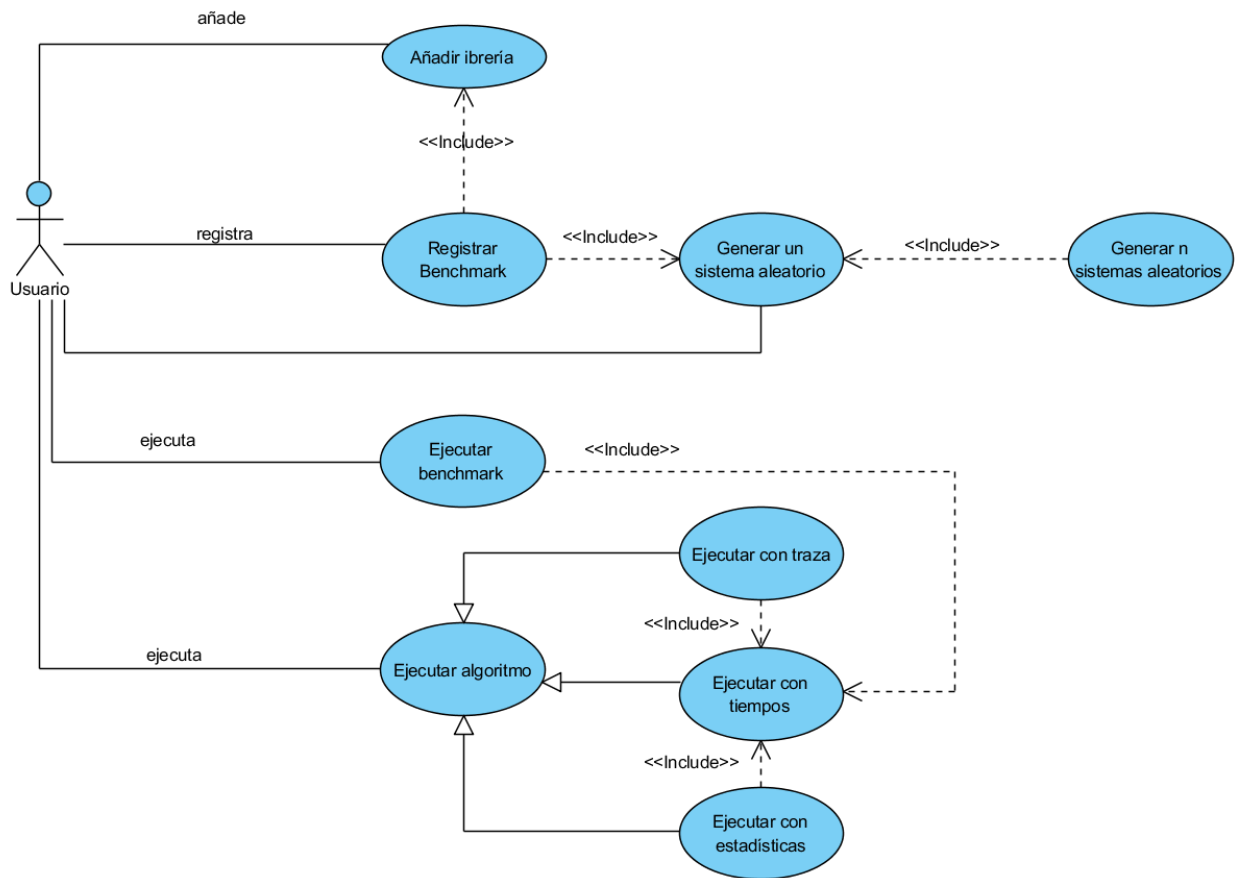 añade
Añadir ibrería
<<Include>>
Usuario
registra
Registrar
Benchmark
<<Include>>
Generar un
sistema aleatorio
<<Include>>
Generar n
sistemas aleatorios
ejecuta
Ejecutar
benchmark
<<Include>>
Ejecutar con traza
<<Include>>
ejecuta
Ejecutar algoritmo
Ejecutar con
tiempos
<<Include>>
Ejecutar con
estadísticas